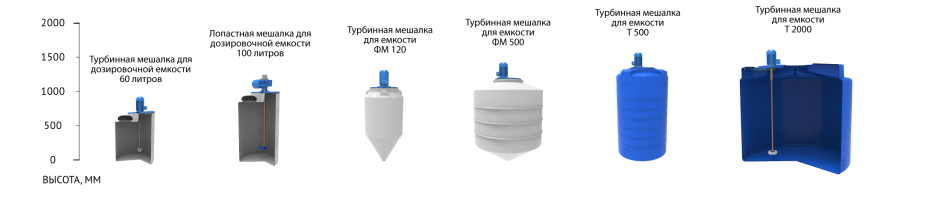 2000
1500
1000
500
0
ВЫСОТА, ММ
Турбинная мешалка для
дозировочной емкости
60 литров
Лопастная мешалка для
дозировочной емкости
100 литров
Турбинная мешалка
для емкости
ФМ 120
Турбинная мешалка
для емкости
ФМ 500
Турбинная мешалка
для емкости
Т 500
Турбинная мешалка
для емкости
Т 2000